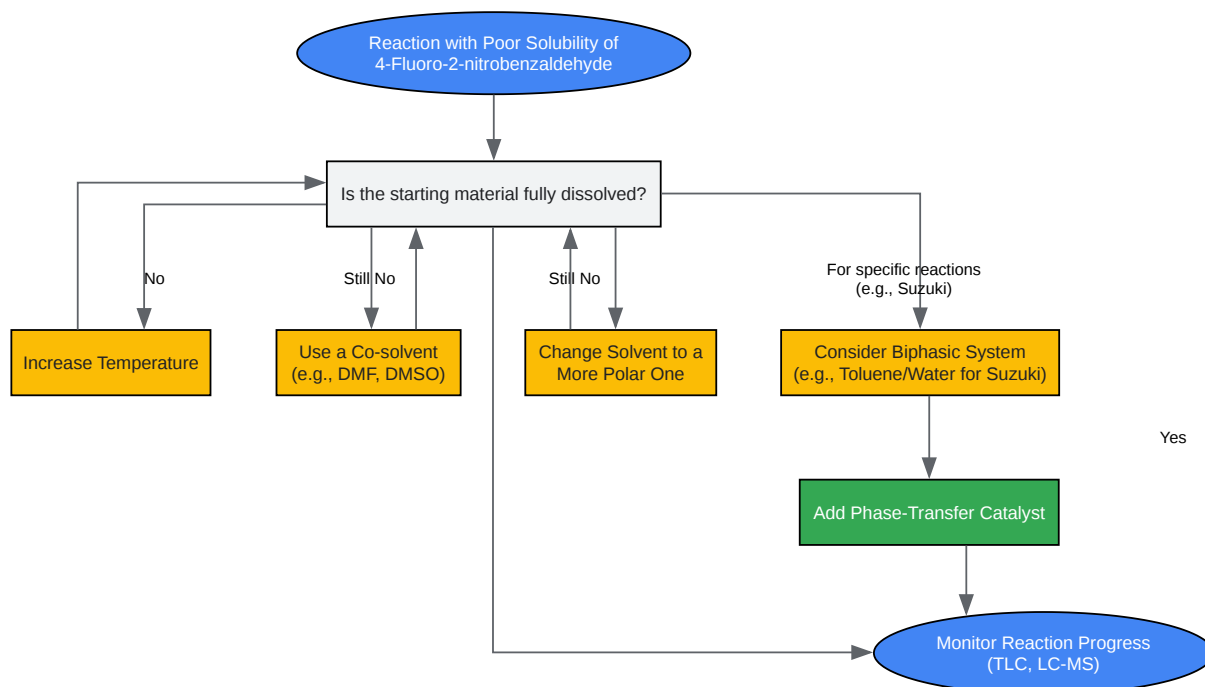 Reaction with Poor Solubility of
4-Fluoro-2-nitrobenzaldehyde
Is the starting material fully dissolved?
No
Still No
Still No
For specific reactions
(e.g., Suzuki)
Increase Temperature
Use a Co-solvent
(e.g., DMF, DMSO)
Change Solvent to a
More Polar One
Consider Biphasic System
(e.g., Toluene/Water for Suzuki)
Yes
Add Phase-Transfer Catalyst
Monitor Reaction Progress
(TLC, LC-MS)